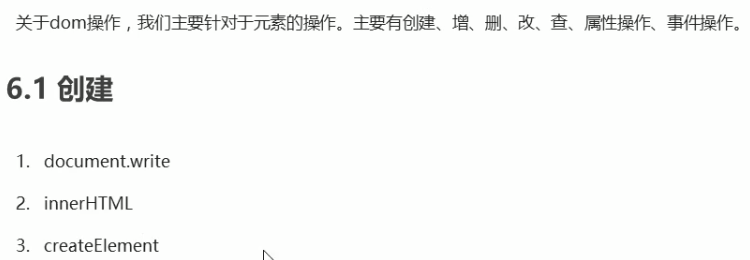 关于dom操作，我们主要针对于元素的操作。主要有创建、增、删、改、查、属性操作、事件操作。
6.1 创建
1. document.write
2. innerHTML
3. createElement